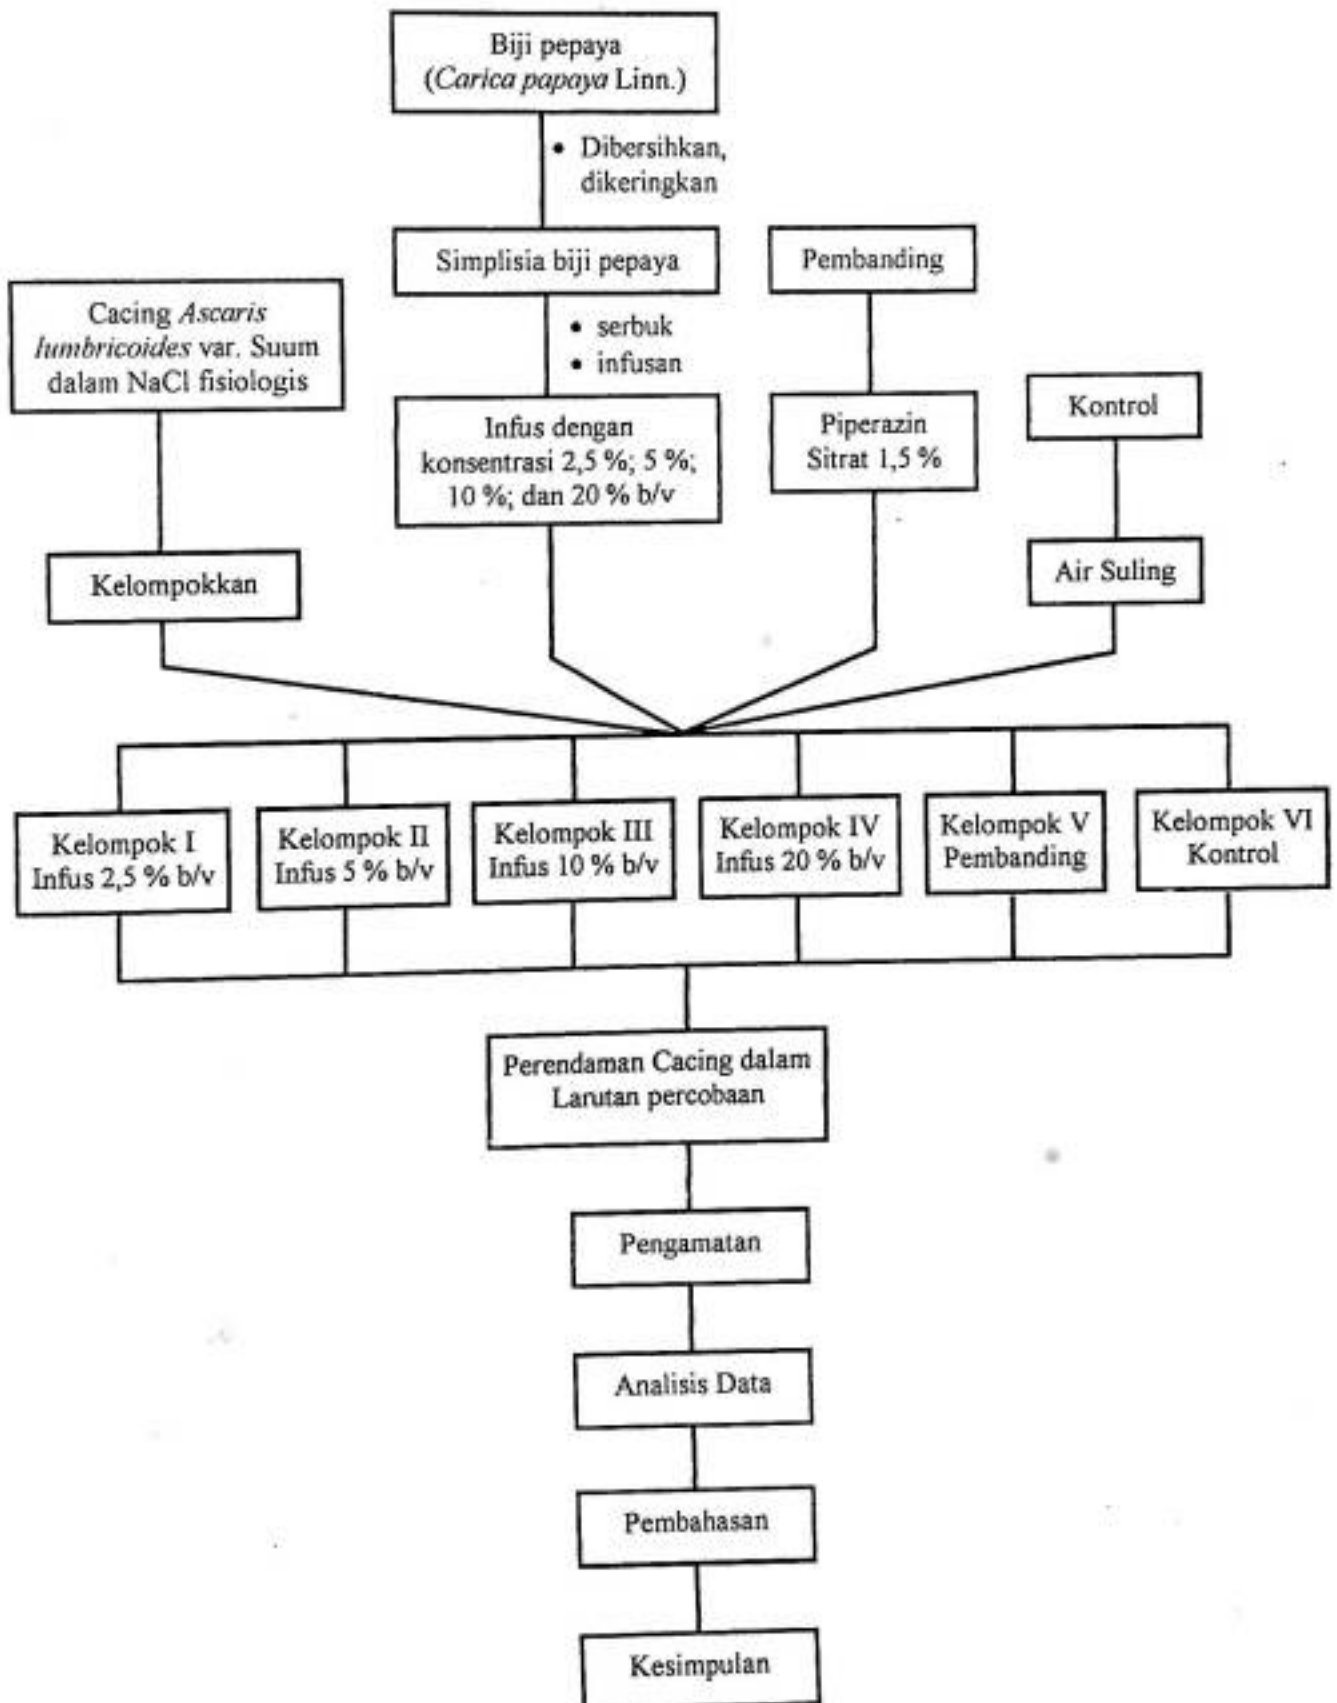 Biji pepaya
(Carica papaya Linn.)
• Dibersihkan,
dikeringkan
Simplisia biji pepaya
Pembanding
Cacing Ascaris
lumbricoides var. Suum
dalam NaCl fisiologis
• serbuk
• infusan
Kontrol
Infus dengan
konsentrasi 2,5 %; 5 %;
10 %; dan 20 % b/v
Piperazin
Sitrat 1,5 %
Kelompokkan
Air Suling
Kelompok I
Infus 2,5 % b/v
Kelompok II
Infus 5 % b/v
Kelompok III
Infus 10 % b/v
Kelompok IV
Infus 20 % b/v
Kelompok V
Pembanding
Kelompok VI
Kontrol
Perendaman Cacing dalam
Larutan percobaan
Pengamatan
Analisis Data
Pembahasan
Kesimpulan